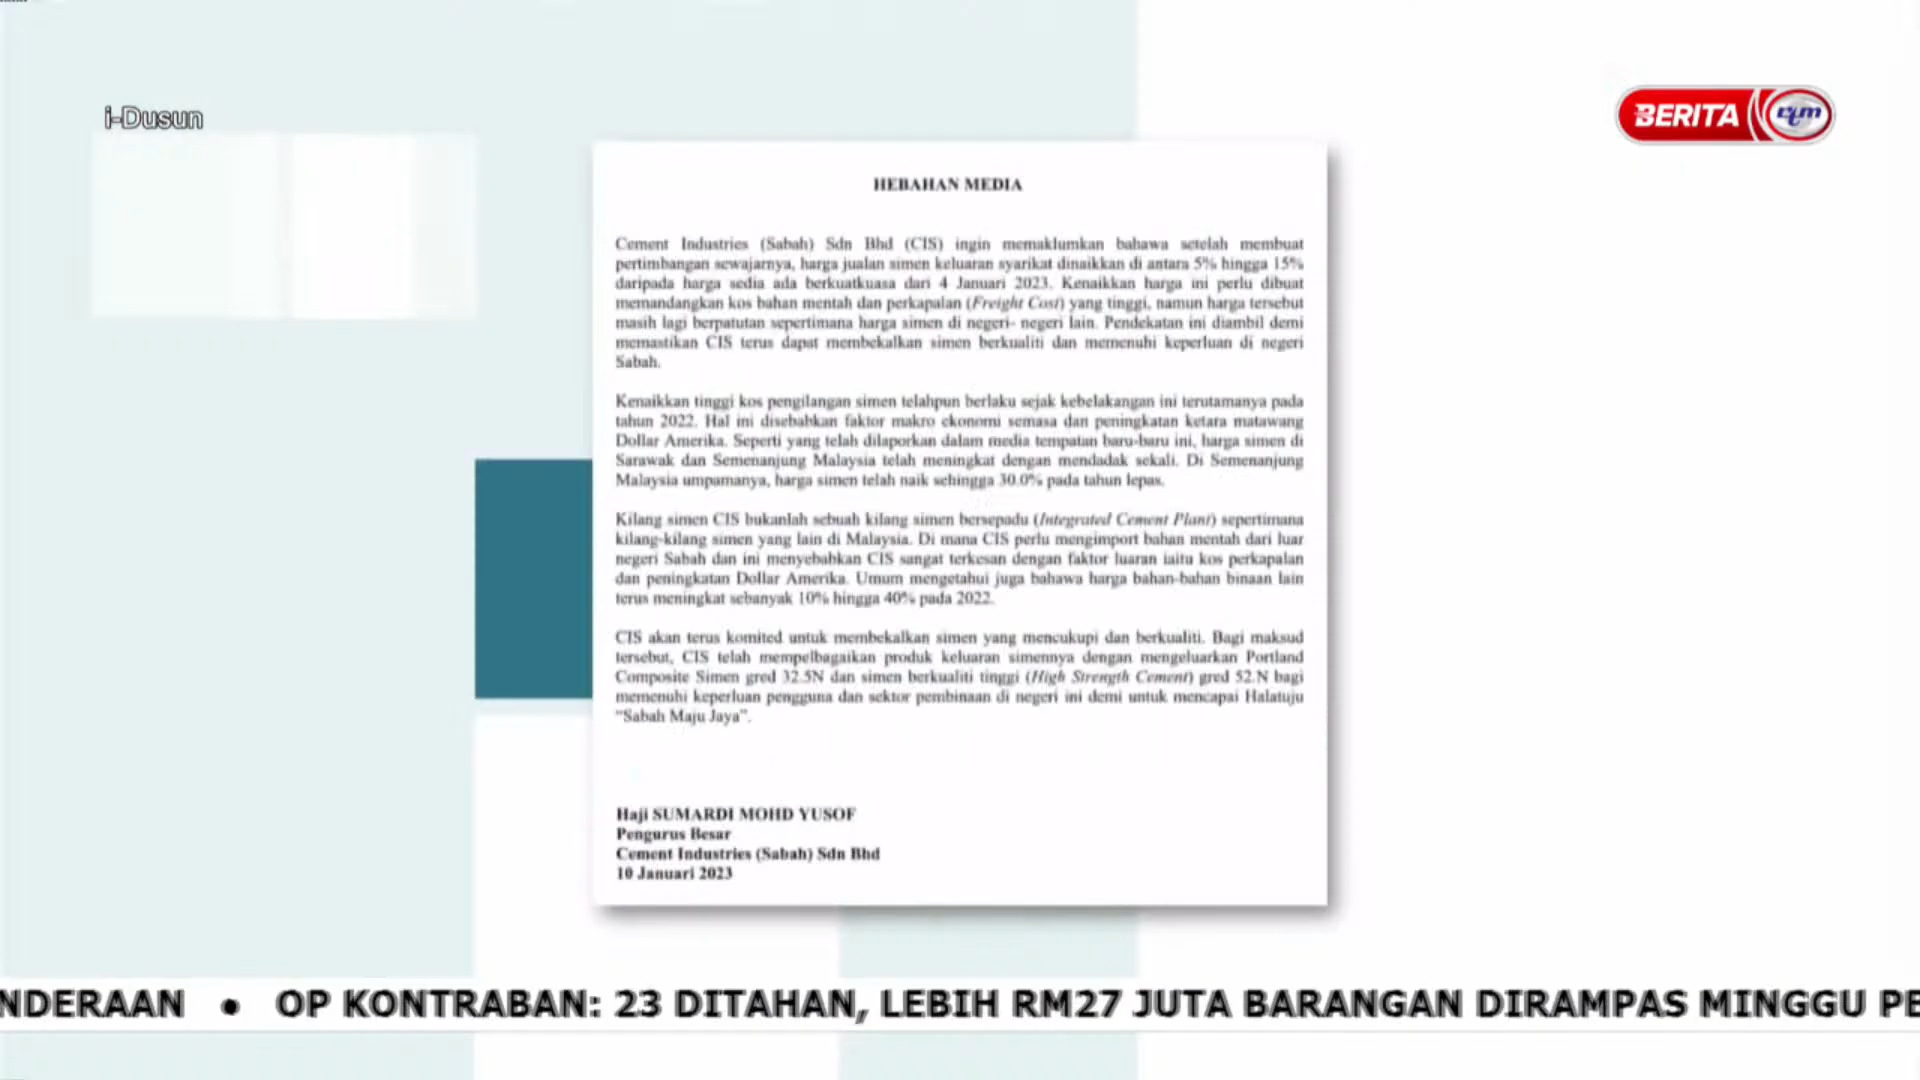 i-Dusun
BERITA rtm
HEBAHAN MEDIA
Cement Industries (Sabah) Sdn Bhd (CIS) ingin memaklumkan bahawa setelah membuat
pertimbangan sewajarnya, harga jualan simen keluaran syarikat dinaikkan di antara 5% hingga 15%
daripada harga sedia ada berkuatkuasa dari 4 Januari 2023. Kenaikkan harga ini perlu dibuat
memandangkan kos bahan mentah dan perkapalan (Freight Cost) yang tinggi, namun harga tersebut
masih lagi berpatutan sepertimana harga simen di negeri- negeri lain. Pendekatan ini diambil demi
memastikan CIS terus dapat membekalkan simen berkualiti dan memenuhi keperluan di negeri
Sabah.
Kenaikkan tinggi kos pengilangan simen telahpun berlaku sejak kebelakangan ini terutamanya pada
tahun 2022. Hal ini disebabkan faktor makro ekonomi semasa dan peningkatan ketara matawang
Dollar Amerika. Seperti yang telah dilaporkan dalam media tempatan baru-baru ini, harga simen di
Sarawak dan Semenanjung Malaysia telah meningkat dengan mendadak sekali. Di Semenanjung
Malaysia umpamanya, harga simen telah naik sehingga 30.0% pada tahun lepas.
Kilang simen CIS bukanlah sebuah kilang simen bersepadu (Integrated Cement Plant) sepertimana
kilang-kilang simen yang lain di Malaysia. Di mana CIS perlu mengimport bahan mentah dari luar
negeri Sabah dan ini menyebabkan CIS sangat terkesan dengan faktor luaran iaitu kos perkapalan
dan peningkatan Dollar Amerika. Umum mengetahui juga bahawa harga bahan-bahan binaan lain
terus meningkat sebanyak 10% hingga 40% pada 2022.
CIS akan terus komited untuk membekalkan simen yang mencukupi dan berkualiti. Bagi maksud
tersebut, CIS telah mempelbagaikan produk keluaran simennya dengan mengeluarkan Portland
Composite Simen gred 32.5N dan simen berkualiti tinggi (High Strength Cement) gred 52.N bagi
memenuhi keperluan pengguna dan sektor pembinaan di negeri ini demi untuk mencapai Halatuju
“Sabah Maju Jaya”.
Haji SUMARDI MOHD YUSOF
Pengurus Besar
Cement Industries (Sabah) Sdn Bhd
10 Januari 2023
NDERAAN • OP KONTRABAN: 23 DITAHAN, LEBIH RM27 JUTA BARANGAN DIRAMPAS MINGGU PE